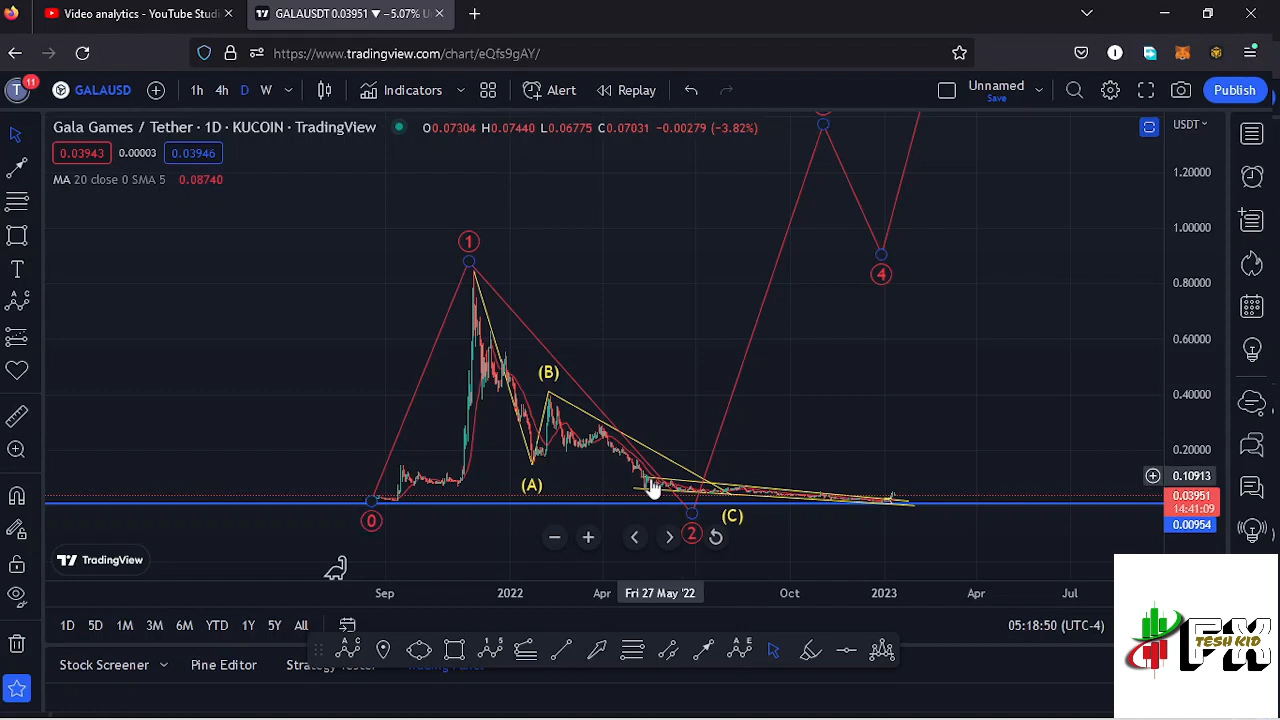 Video analytics - YouTube Studi
GALAUSDT 0.03951 ▼ −5.07% Un
https://www.tradingview.com/chart/eQfs9gAY/
T 11
GALAUSD
1h 4h D W
Indicators
Alert
Replay
Unnamed
Save
Publish
Gala Games / Tether · 1D · KUCOIN · TradingView
O0.07304 H0.07440 L0.06775 C0.07031 −0.00279 (−3.82%)
USDT
0.03943 0.00003 0.03946
MA 20 close 0 SMA 5 0.08740
1.20000
1.00000
0.80000
0.60000
0.40000
0.20000
0.10913
0.03951
14:41:09
0.00954
1
4
(B)
(A)
(C)
0
2
TradingView
Sep 2022 Apr Fri 27 May '22 Oct 2023 Apr Jul
1D 5D 1M 3M 6M YTD 1Y 5Y All
05:18:50 (UTC-4)
Stock Screener Pine Editor Strategy Tester Trading Panel
FX
TESH KID